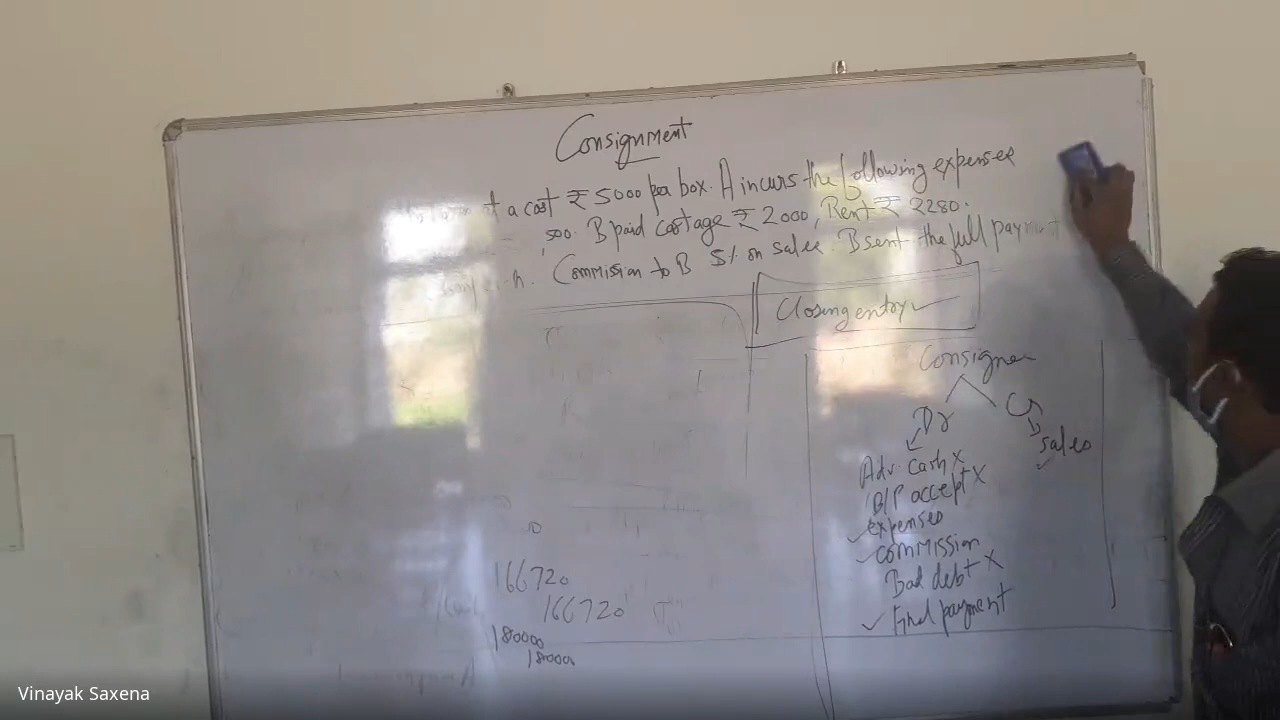 Consignment
at a cost ₹ 5000 per box. A incurs the following expenses
500. B paid cartage ₹ 2000, Rent ₹ 2280.
Commission to B 5% on sales. B sent the full payment
Closing entry ✓
Consignee
Dr Cr
sales
Adv. cash x
B/P accept x
✓ expenses
✓ commission
Bad debt x
✓ Final payment
166720
166720
180000
180000
Vinayak Saxena